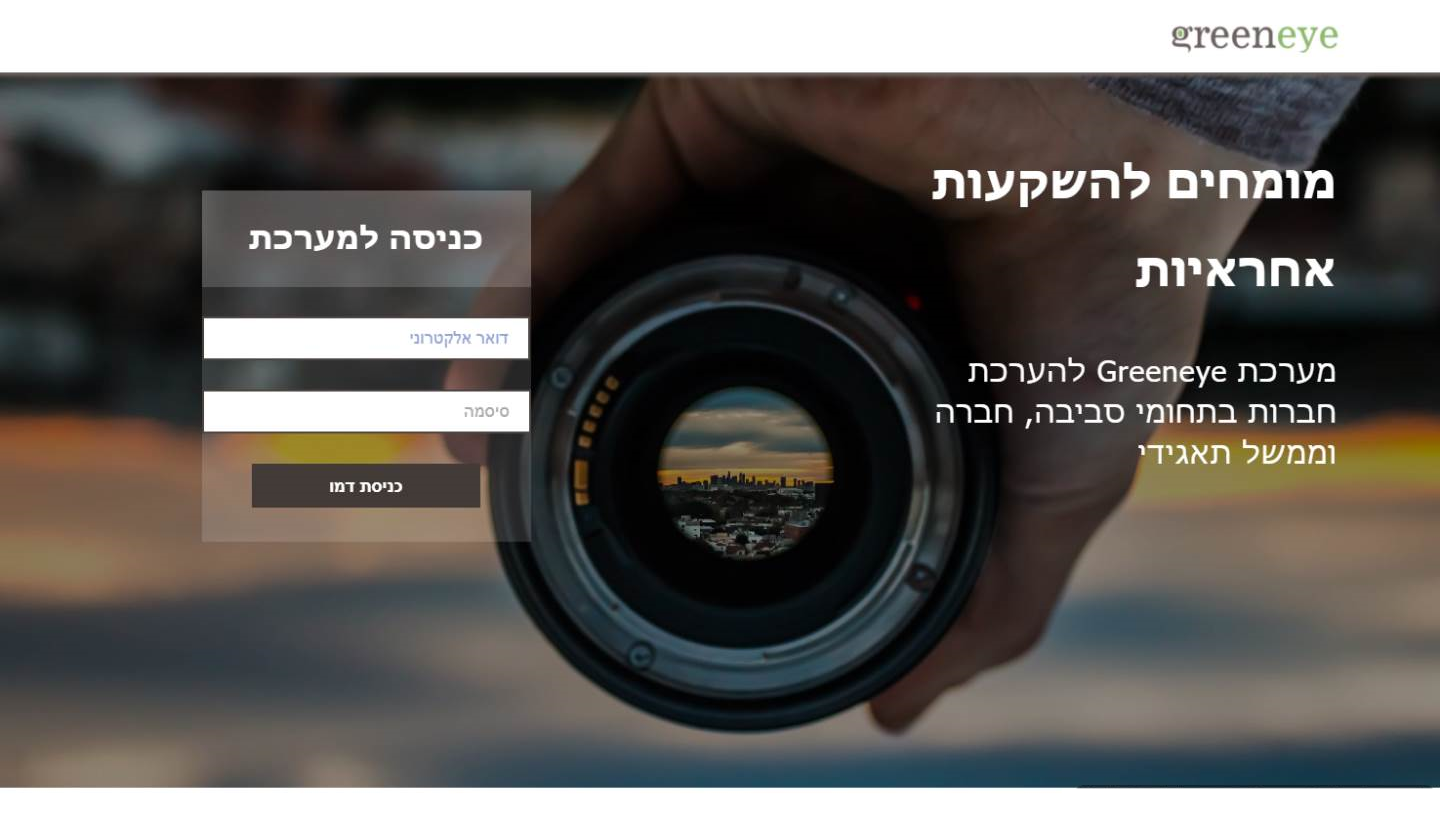 greeneye
מומחים להשקעות
אחראיות
מערכת Greeneye להערכת
חברות בתחומי סביבה, חברה
וממשל תאגידי
כניסה למערכת
דואר אלקטרוני
סיסמה
כניסת דמו